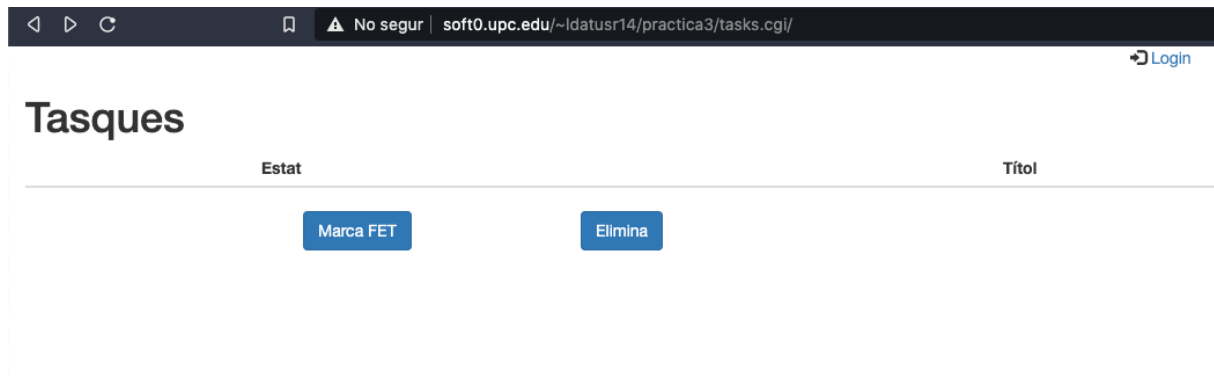 No segur soft0.upc.edu/~ldatusr14/practica3/tasks.cgi/
Login
Tasques
Estat Títol
Marca FET Elimina